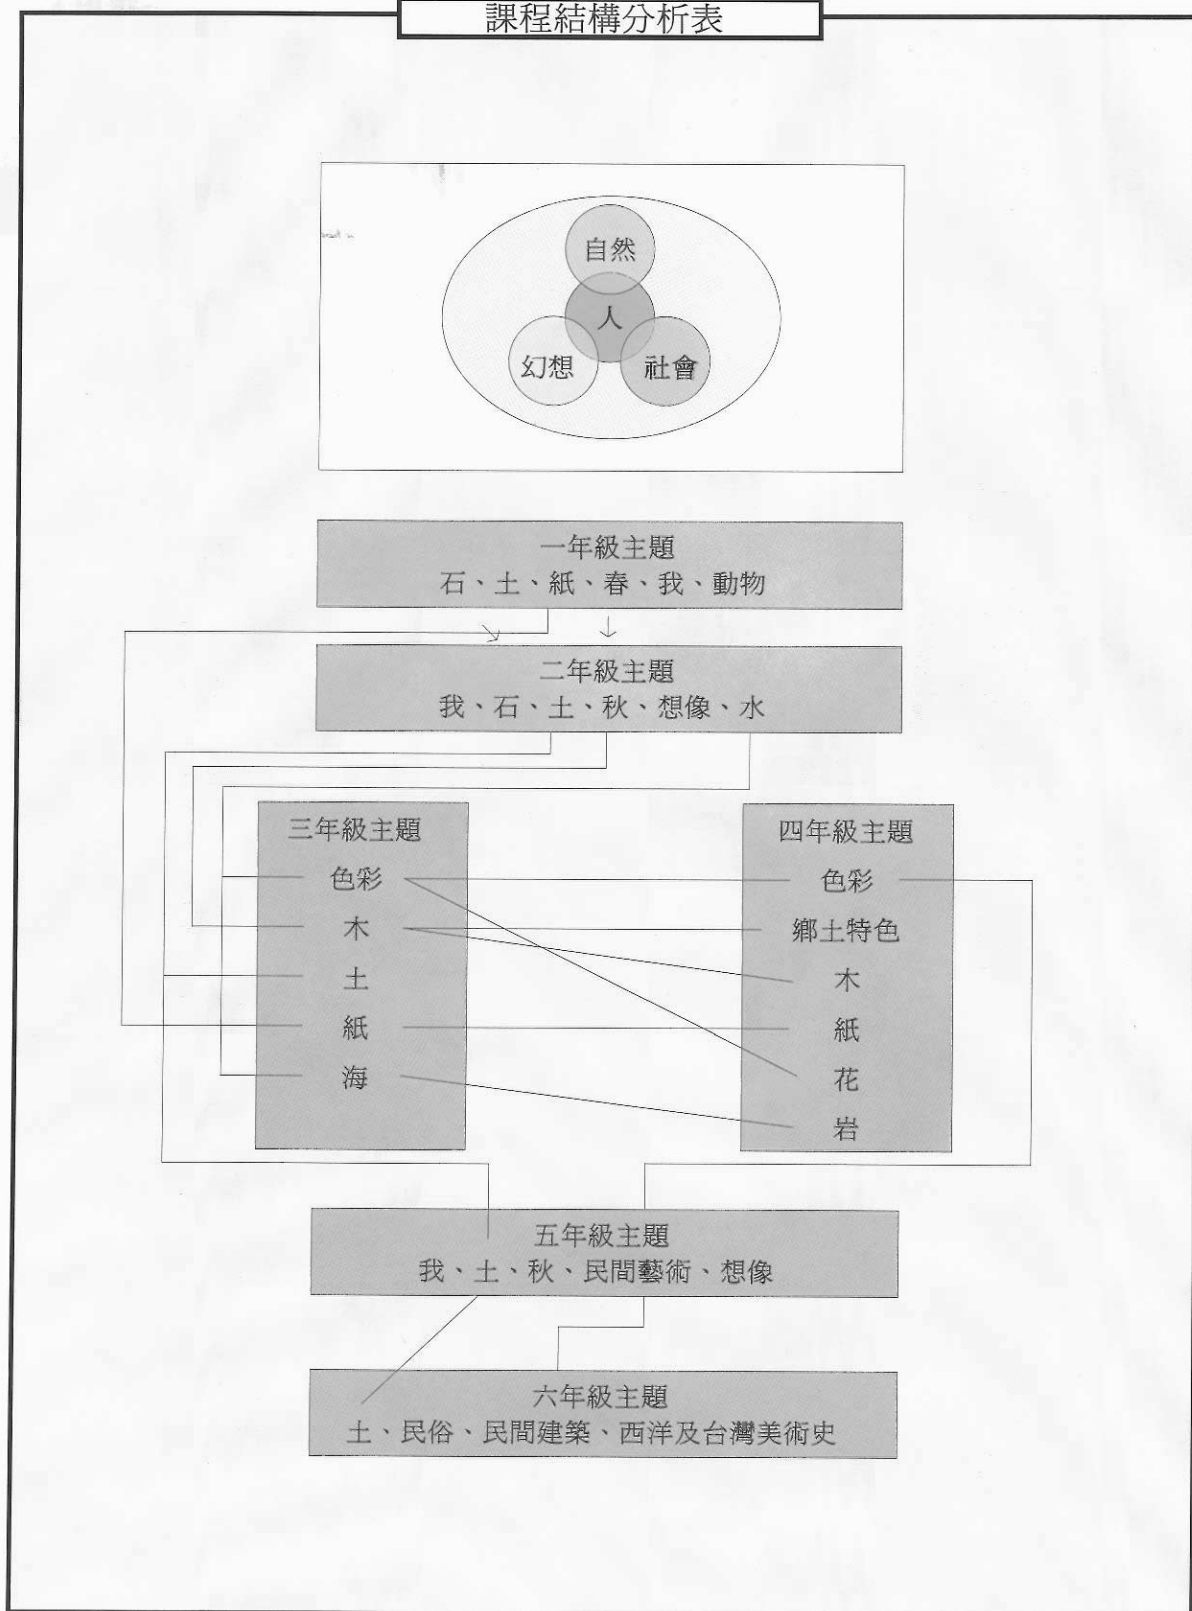 課程結構分析表
自然
人
幻想
社會
一年級主題
石、土、紙、春、我、動物
二年級主題
我、石、土、秋、想像、水
三年級主題
色彩
木
土
紙
海
四年級主題
色彩
鄉土特色
木
紙
花
岩
五年級主題
我、土、秋、民間藝術、想像
六年級主題
土、民俗、民間建築、西洋及台灣美術史